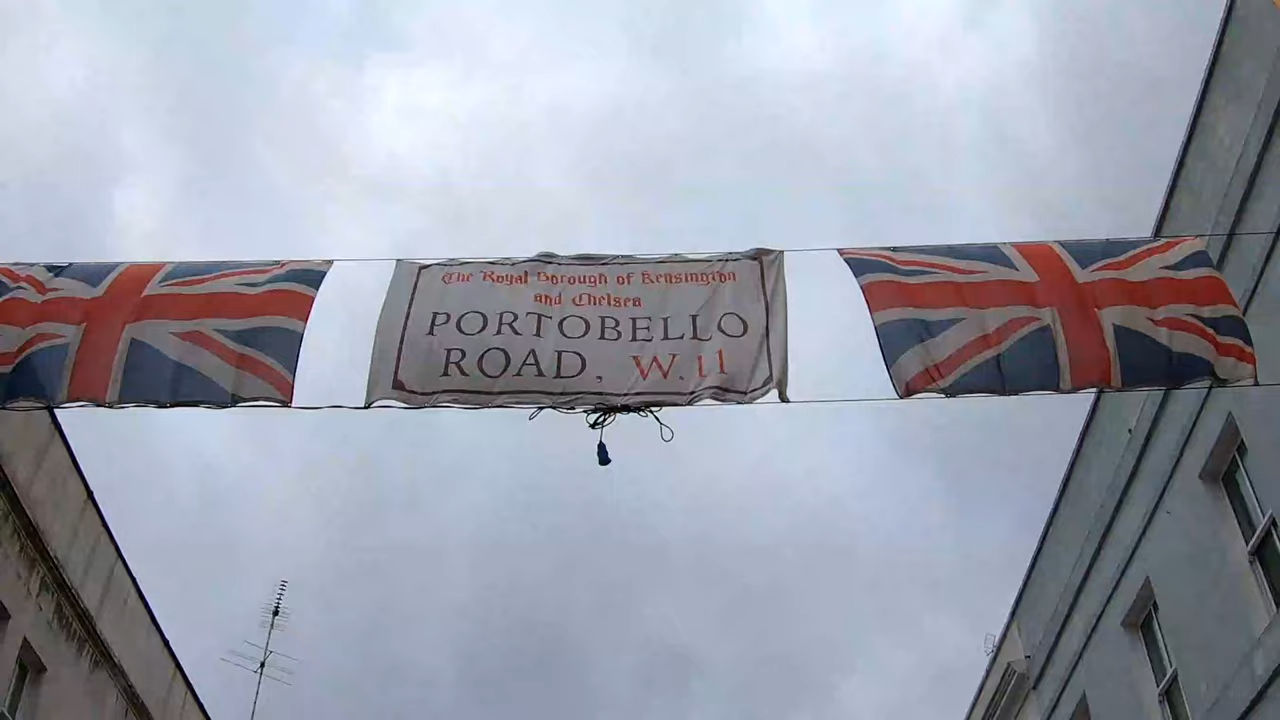 The Royal Borough of Kensington
and Chelsea
PORTOBELLO
ROAD, W.11